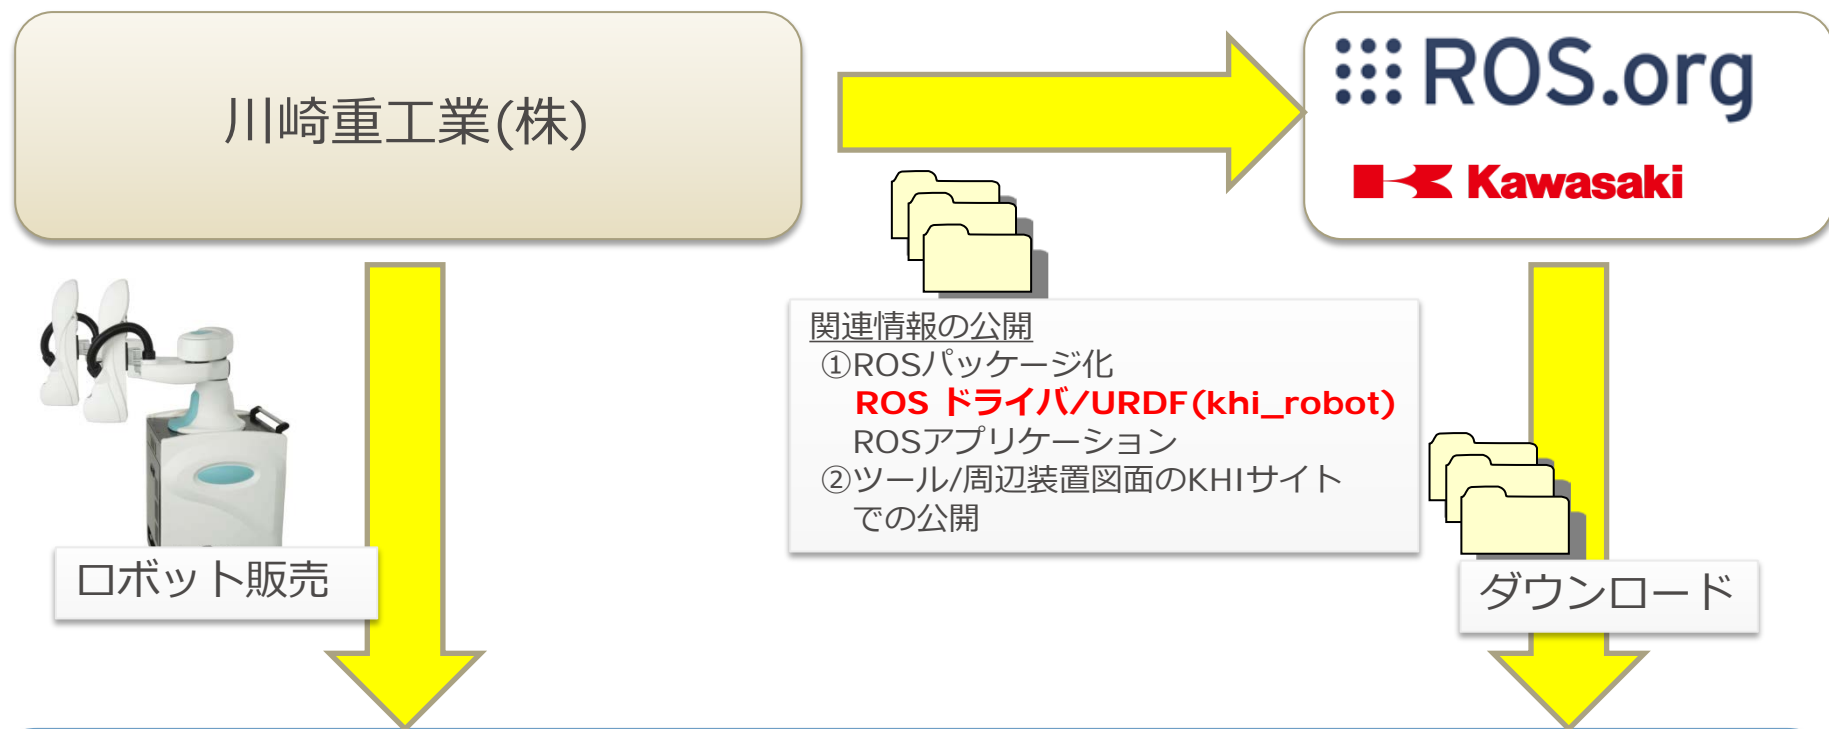 川崎重工業(株)
ROS.org
Kawasaki
関連情報の公開
①ROSパッケージ化
ROS ドライバ/URDF(khi_robot)
ROSアプリケーション
②ツール/周辺装置図面のKHIサイト
での公開
ロボット販売
ダウンロード